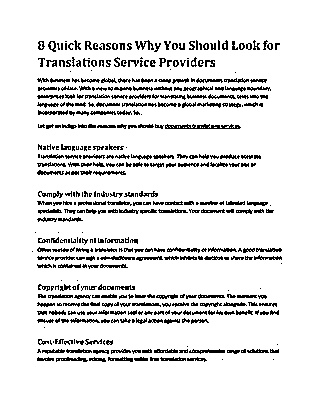 8 Quick Reasons Why You Should Look for
Translations Service Providers
With business has become global, there has been a steep growth in documents translation service
providers of late. With a view to expand business without any geographical and language boundary,
enterprises look for translation service providers for translating business documents, texts into the
language of the mind. So, document translation has become a global marketing strategy, which is
incorporated by many companies today. So,
Let get an indigo into the reasons why you should buy documents translations services.
Native language speakers
Translation service providers are native language speakers. They can help you produce accurate
translations. With their help, you can be able to target your audience and localize your site or
documents as per their requirements.
Comply with the industry standards
When you hire a professional translator, you can have contact with a number of talented language
specialists. They can help you with industry specific translations. Your document will comply with the
industry standards.
Confidentiality of information
Other reason of hiring a translator is that you can have confidentiality of information. A good translation
service provider can sign a non-disclosure agreement, which inhibits to disclose or share the information
which is contained in your documents.
Copyright of your documents
The translation agency can enable you to bear the copyright of your documents. The moment you
happen to receive the final copy of your translations, you receive the copyright alongside. This ensures
that nobody can use your information and/or any part of your document for his own benefit. If you find
misuse of the information, you can take a legal action against the person.
Cost-Effective Services
A reputable translation agency provides you with affordable and comprehensive range of solutions that
involve proofreading, editing, formatting within free translation services.